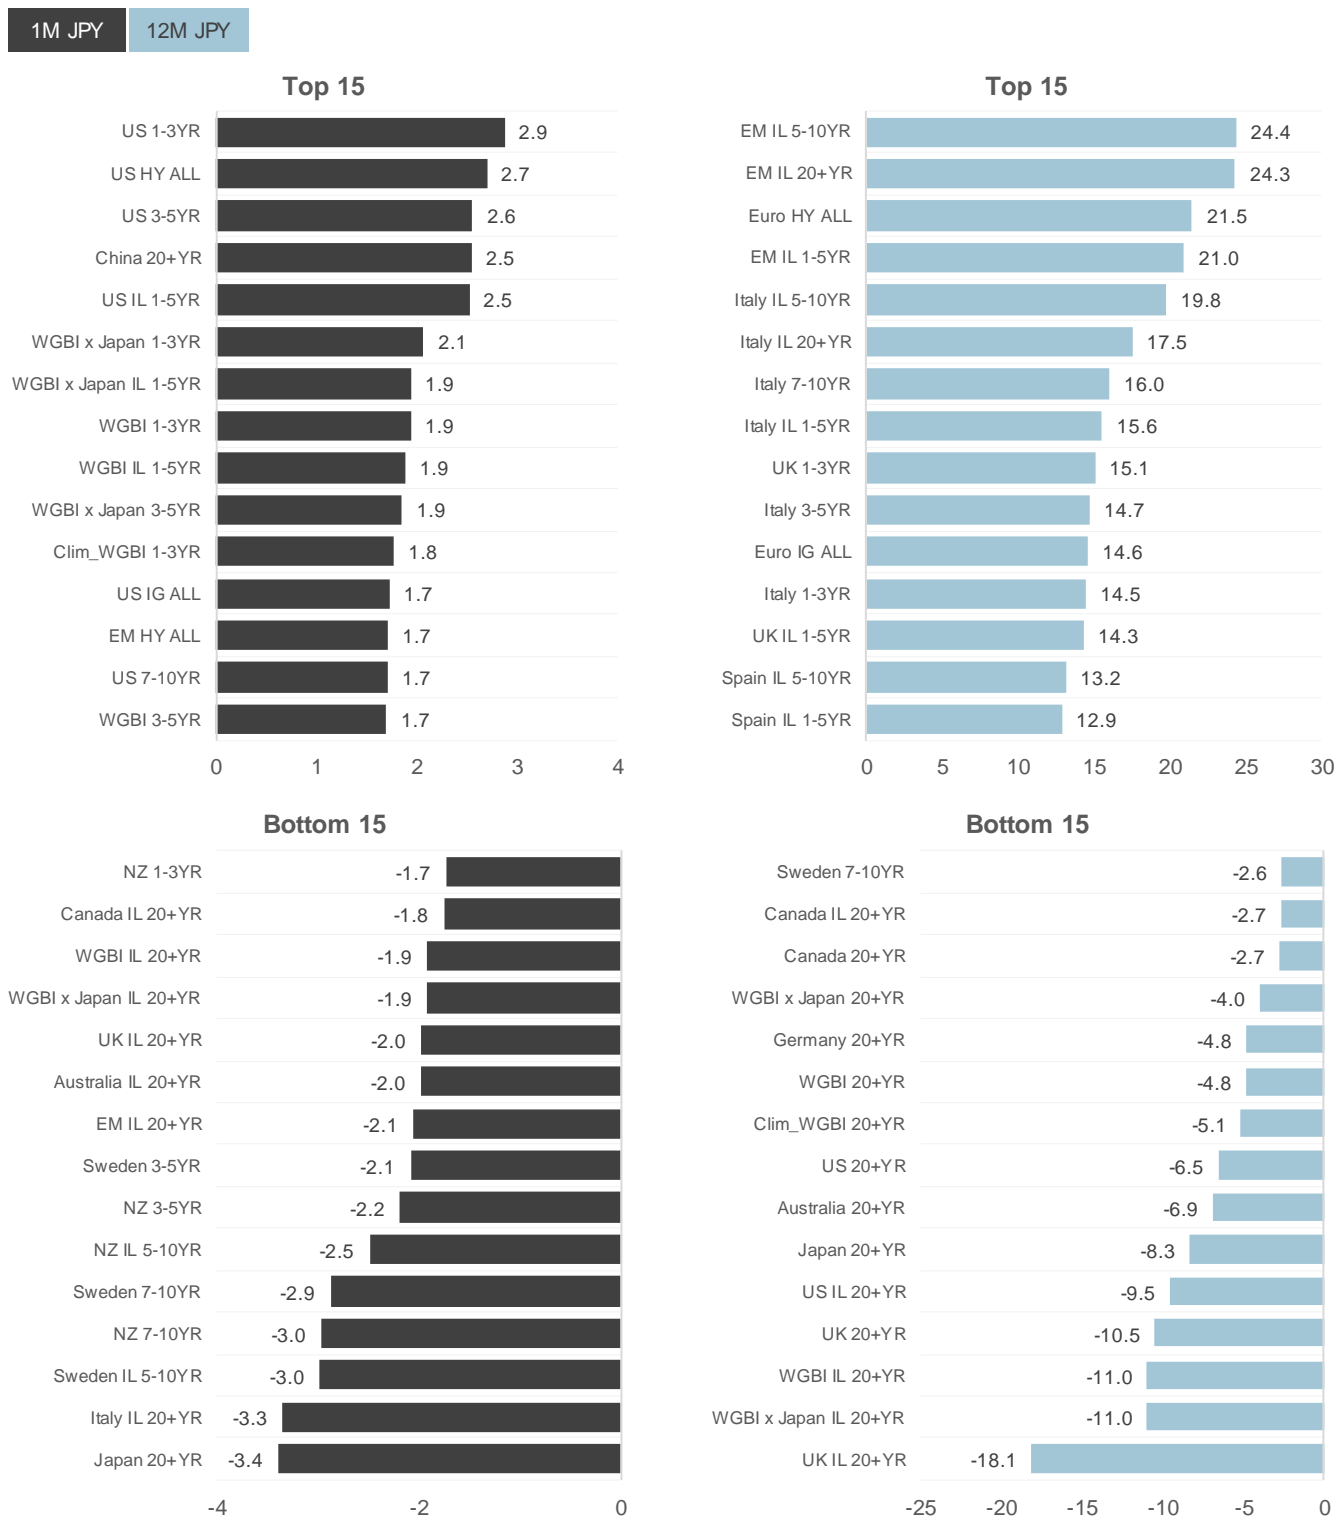 1M JPY
12M JPY
Top 15
US 1-3YR 2.9
US HY ALL 2.7
US 3-5YR 2.6
China 20+YR 2.5
US IL 1-5YR 2.5
WGBI x Japan 1-3YR 2.1
WGBI x Japan IL 1-5YR 1.9
WGBI 1-3YR 1.9
WGBI IL 1-5YR 1.9
WGBI x Japan 3-5YR 1.9
Clim_WGBI 1-3YR 1.8
US IG ALL 1.7
EM HY ALL 1.7
US 7-10YR 1.7
WGBI 3-5YR 1.7
0 1 2 3 4
Top 15
EM IL 5-10YR 24.4
EM IL 20+YR 24.3
Euro HY ALL 21.5
EM IL 1-5YR 21.0
Italy IL 5-10YR 19.8
Italy IL 20+YR 17.5
Italy 7-10YR 16.0
Italy IL 1-5YR 15.6
UK 1-3YR 15.1
Italy 3-5YR 14.7
Euro IG ALL 14.6
Italy 1-3YR 14.5
UK IL 1-5YR 14.3
Spain IL 5-10YR 13.2
Spain IL 1-5YR 12.9
0 5 10 15 20 25 30
Bottom 15
NZ 1-3YR -1.7
Canada IL 20+YR -1.8
WGBI IL 20+YR -1.9
WGBI x Japan IL 20+YR -1.9
UK IL 20+YR -2.0
Australia IL 20+YR -2.0
EM IL 20+YR -2.1
Sweden 3-5YR -2.1
NZ 3-5YR -2.2
NZ IL 5-10YR -2.5
Sweden 7-10YR -2.9
NZ 7-10YR -3.0
Sweden IL 5-10YR -3.0
Italy IL 20+YR -3.3
Japan 20+YR -3.4
-4 -2 0
Bottom 15
Sweden 7-10YR -2.6
Canada IL 20+YR -2.7
Canada 20+YR -2.7
WGBI x Japan 20+YR -4.0
Germany 20+YR -4.8
WGBI 20+YR -4.8
Clim_WGBI 20+YR -5.1
US 20+YR -6.5
Australia 20+YR -6.9
Japan 20+YR -8.3
US IL 20+YR -9.5
UK 20+YR -10.5
WGBI IL 20+YR -11.0
WGBI x Japan IL 20+YR -11.0
UK IL 20+YR -18.1
-25 -20 -15 -10 -5 0